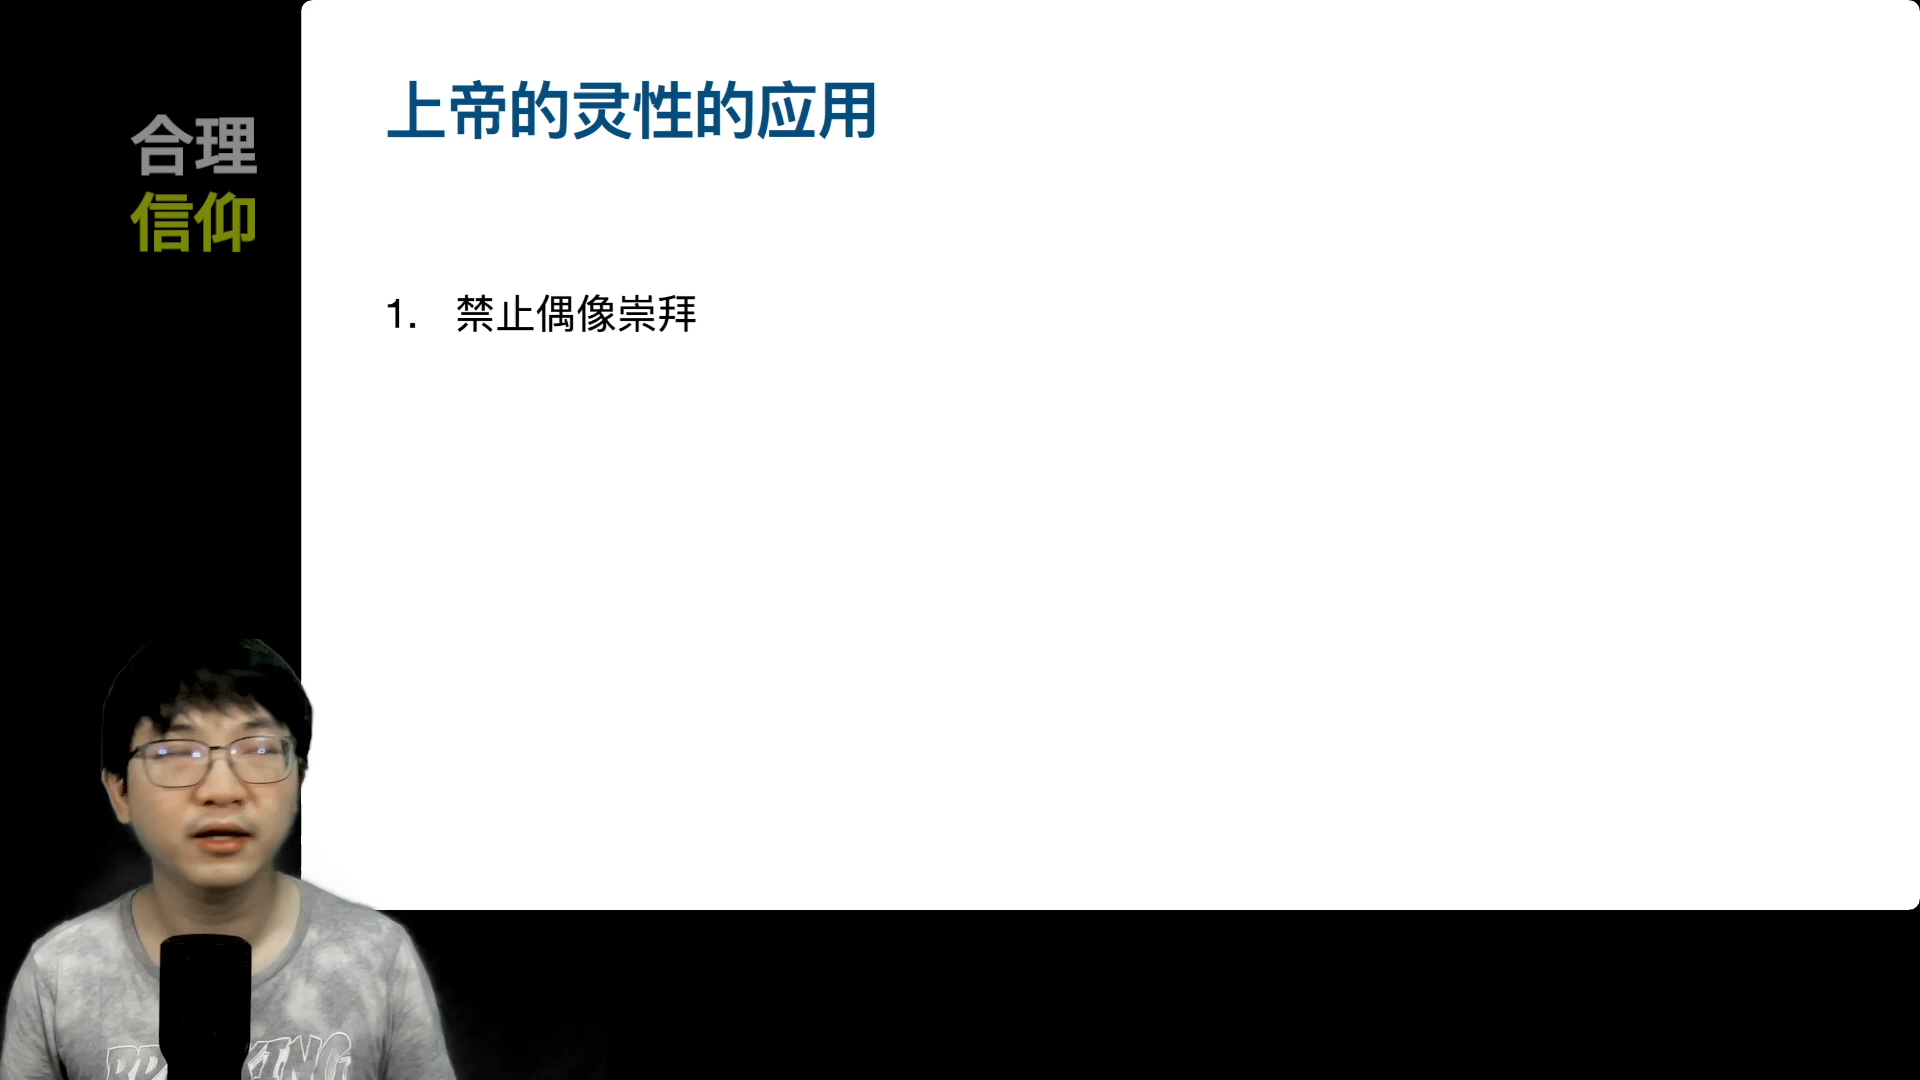 合理
信仰
上帝的灵性的应用
1. 禁止偶像崇拜